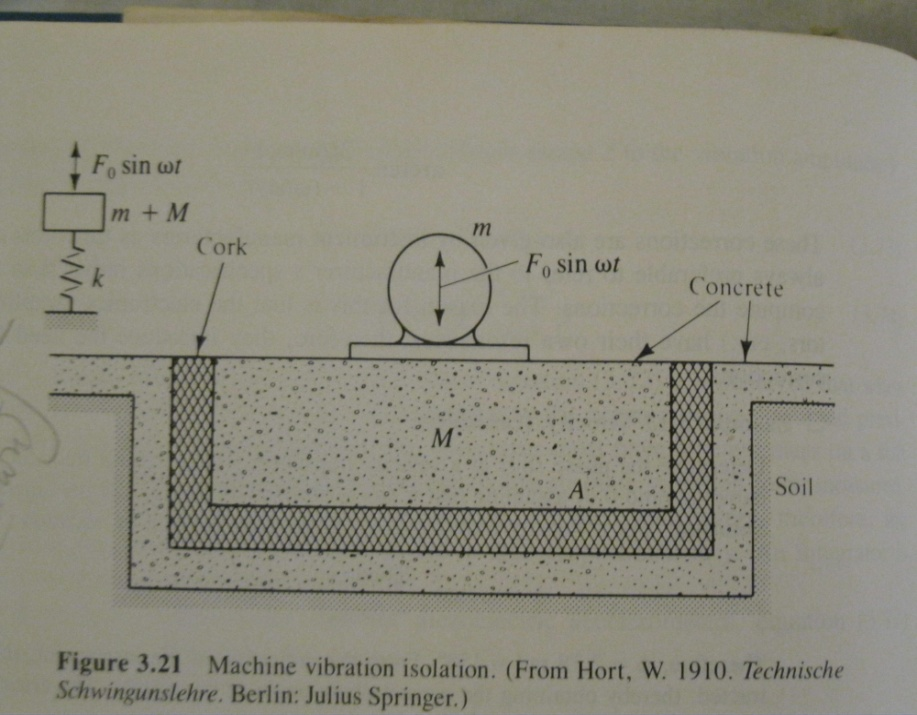 F₀ sin ωt
m + M
k
Cork
m
F₀ sin ωt
Concrete
M
A
Soil
Figure 3.21 Machine vibration isolation. (From Hort, W. 1910. Technische
Schwingunslehre. Berlin: Julius Springer.)